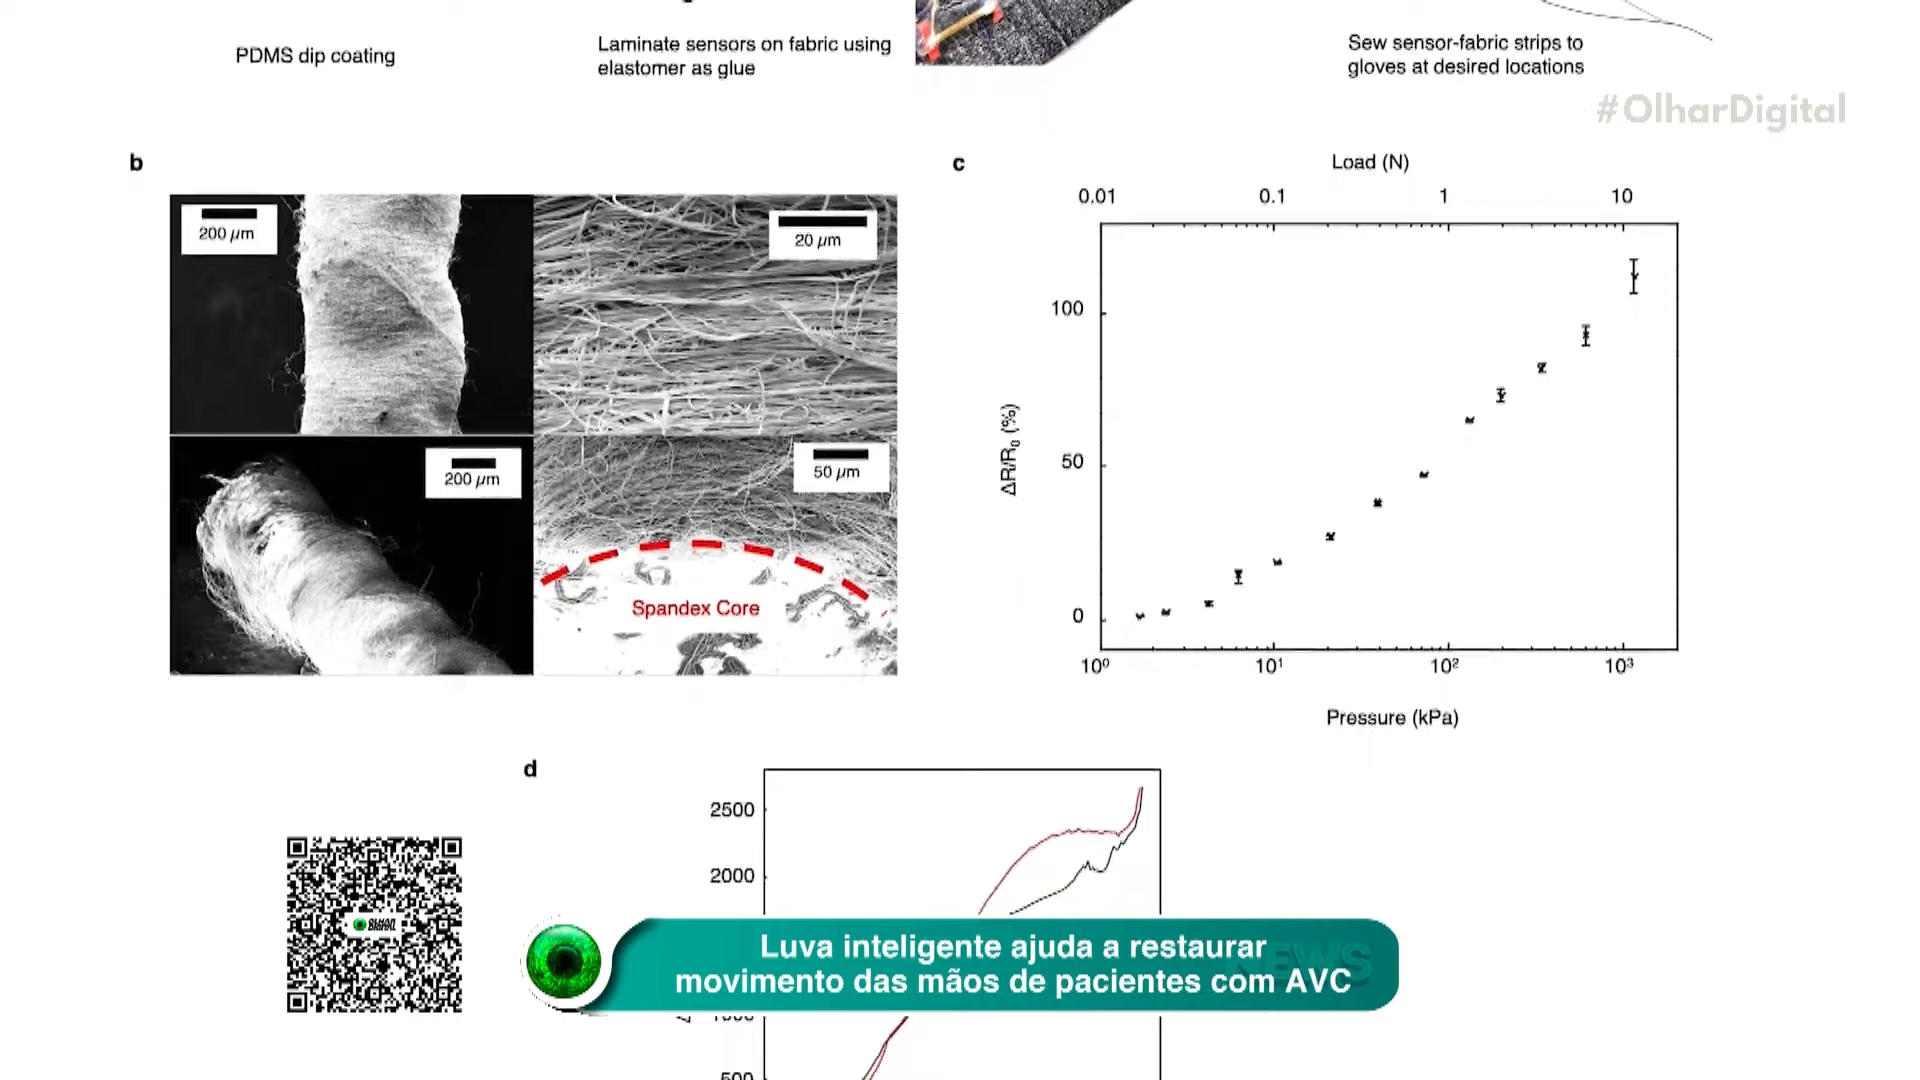 PDMS dip coating
Laminate sensors on fabric using
elastomer as glue
Sew sensor-fabric strips to
gloves at desired locations
#OlharDigital
b
200 µm
20 µm
200 µm
50 µm
Spandex Core
c
Load (N)
0.01 0.1 1 10
100
50
0
ΔR/R₀ (%)
10⁰ 10¹ 10² 10³
Pressure (kPa)
d
2500
2000
Luva inteligente ajuda a restaurar
movimento das mãos de pacientes com AVC
NEWS
500